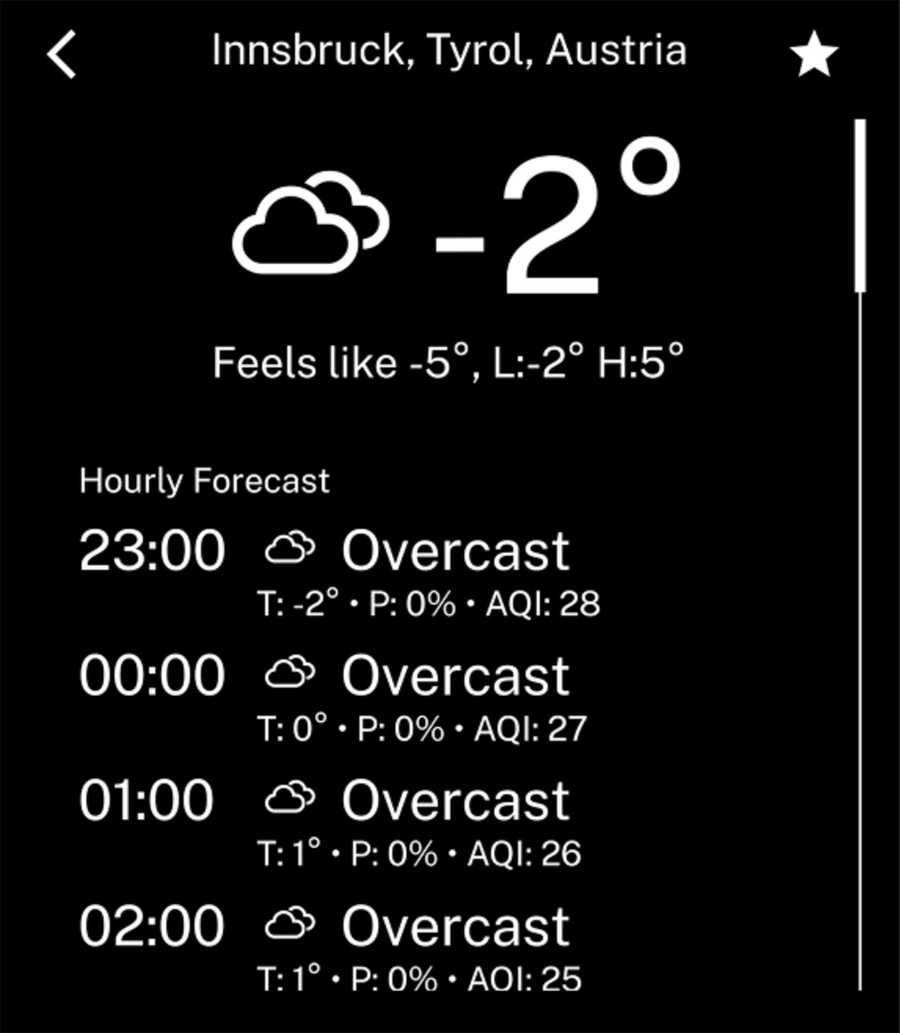 Innsbruck, Tyrol, Austria
-2°
Feels like -5°, L:-2° H:5°
Hourly Forecast
23:00 Overcast
T: -2° • P: 0% • AQI: 28
00:00 Overcast
T: 0° • P: 0% • AQI: 27
01:00 Overcast
T: 1° • P: 0% • AQI: 26
02:00 Overcast
T: 1° • P: 0% • AQI: 25